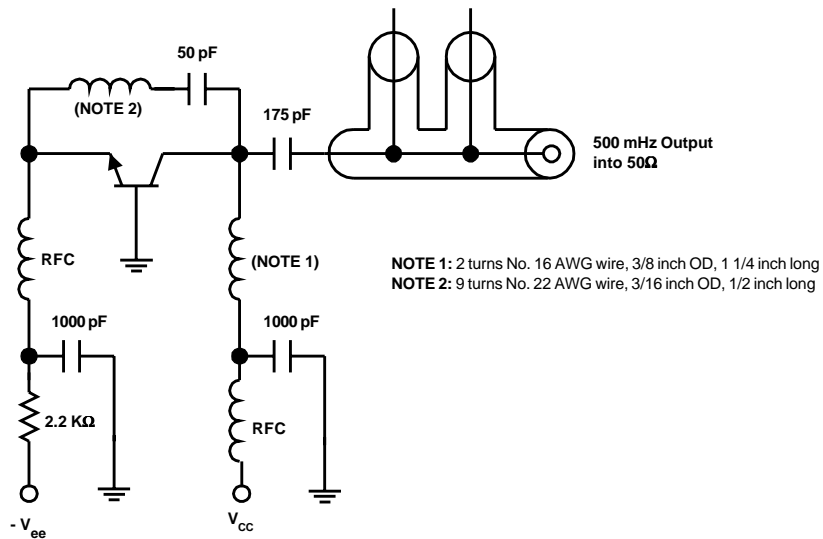 50 pF
(NOTE 2)
175 pF
500 mHz Output
into 50Ω
RFC
(NOTE 1)
NOTE 1: 2 turns No. 16 AWG wire, 3/8 inch OD, 1 1/4 inch long
NOTE 2: 9 turns No. 22 AWG wire, 3/16 inch OD, 1/2 inch long
1000 pF
1000 pF
2.2 KΩ
RFC
- Vee
VCC